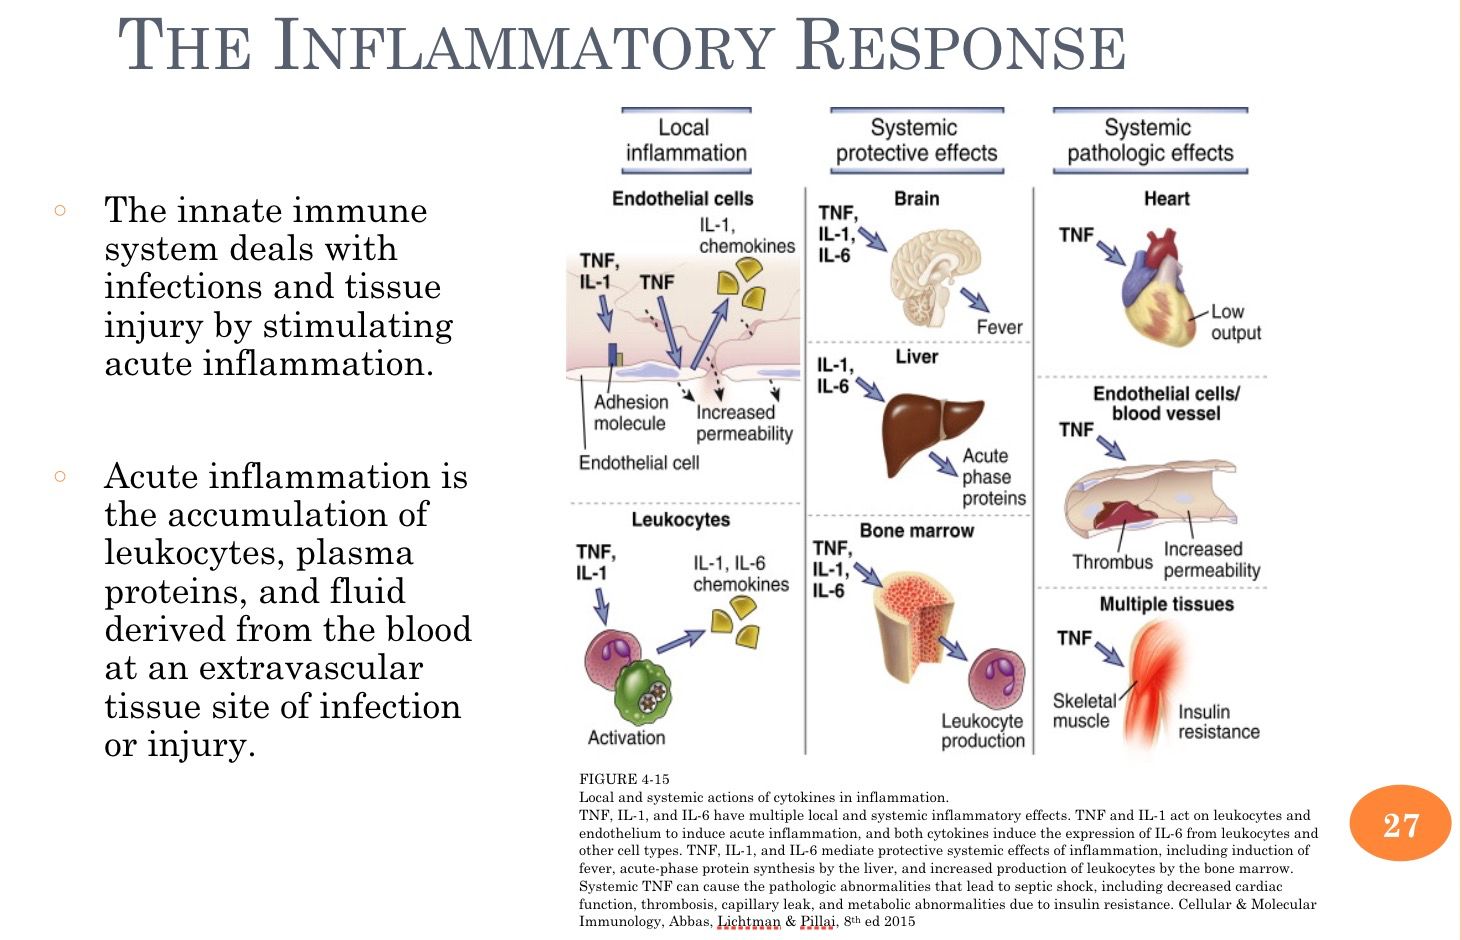 THE INFLAMMATORY RESPONSE
The innate immune
system deals with
infections and tissue
injury by stimulating
acute inflammation.
Acute inflammation is
the accumulation of
leukocytes, plasma
proteins, and fluid
derived from the blood
at an extravascular
tissue site of infection
or injury.
Local
inflammation
Endothelial cells
IL-1,
chemokines
TNF,
IL-1
TNF
Adhesion
molecule
Increased
permeability
Endothelial cell
Leukocytes
TNF,
IL-1
IL-1, IL-6
chemokines
Activation
Systemic
protective effects
Brain
TNF,
IL-1,
IL-6
Fever
Liver
IL-1,
IL-6
Acute
phase
proteins
Bone marrow
TNF,
IL-1,
IL-6
Leukocyte
production
Systemic
pathologic effects
Heart
TNF
Low
output
Endothelial cells/
blood vessel
TNF
Thrombus
Increased
permeability
Multiple tissues
TNF
Skeletal
muscle
Insulin
resistance
FIGURE 4-15
Local and systemic actions of cytokines in inflammation.
TNF, IL-1, and IL-6 have multiple local and systemic inflammatory effects. TNF and IL-1 act on leukocytes and
endothelium to induce acute inflammation, and both cytokines induce the expression of IL-6 from leukocytes and
other cell types. TNF, IL-1, and IL-6 mediate protective systemic effects of inflammation, including induction of
fever, acute-phase protein synthesis by the liver, and increased production of leukocytes by the bone marrow.
Systemic TNF can cause the pathologic abnormalities that lead to septic shock, including decreased cardiac
function, thrombosis, capillary leak, and metabolic abnormalities due to insulin resistance. Cellular & Molecular
Immunology, Abbas, Lichtman & Pillai, 8th ed 2015
27